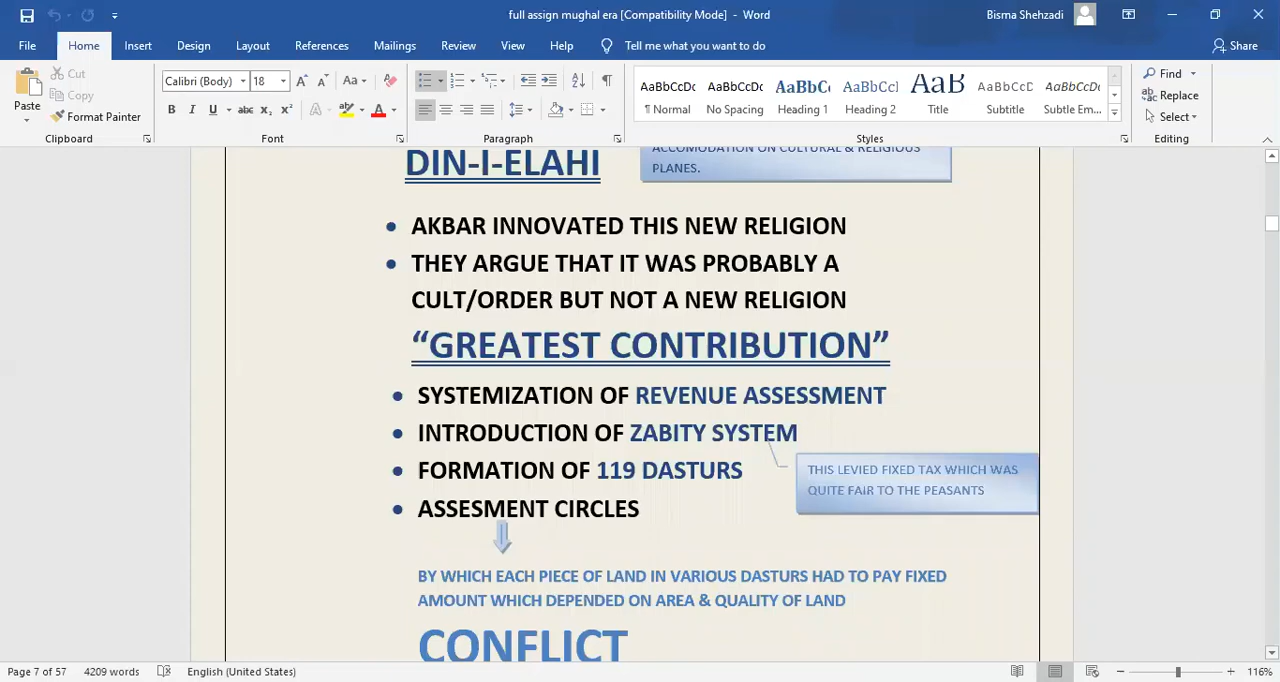 full assign mughal era [Compatibility Mode] - Word
Bisma Shehzadi
File Home Insert Design Layout References Mailings Review View Help Tell me what you want to do Share
Paste
Cut
Copy
Format Painter
Calibri (Body) 18
B I U abc x₂ x²
AaBbCcDc AaBbCcDc AaBbCc AaBbCcI AaB AaBbCcD AaBbCcDc
¶ Normal No Spacing Heading 1 Heading 2 Title Subtitle Subtle Em...
Find
Replace
Select
Clipboard Font Paragraph Styles Editing
ACCOMODATION ON CULTURAL & RELIGIOUS
PLANES.
DIN-I-ELAHI
• AKBAR INNOVATED THIS NEW RELIGION
• THEY ARGUE THAT IT WAS PROBABLY A
CULT/ORDER BUT NOT A NEW RELIGION
“GREATEST CONTRIBUTION”
• SYSTEMIZATION OF REVENUE ASSESSMENT
• INTRODUCTION OF ZABITY SYSTEM
• FORMATION OF 119 DASTURS
THIS LEVIED FIXED TAX WHICH WAS
QUITE FAIR TO THE PEASANTS
• ASSESMENT CIRCLES
BY WHICH EACH PIECE OF LAND IN VARIOUS DASTURS HAD TO PAY FIXED
AMOUNT WHICH DEPENDED ON AREA & QUALITY OF LAND
CONFLICT
Page 7 of 57 4209 words English (United States) 116%